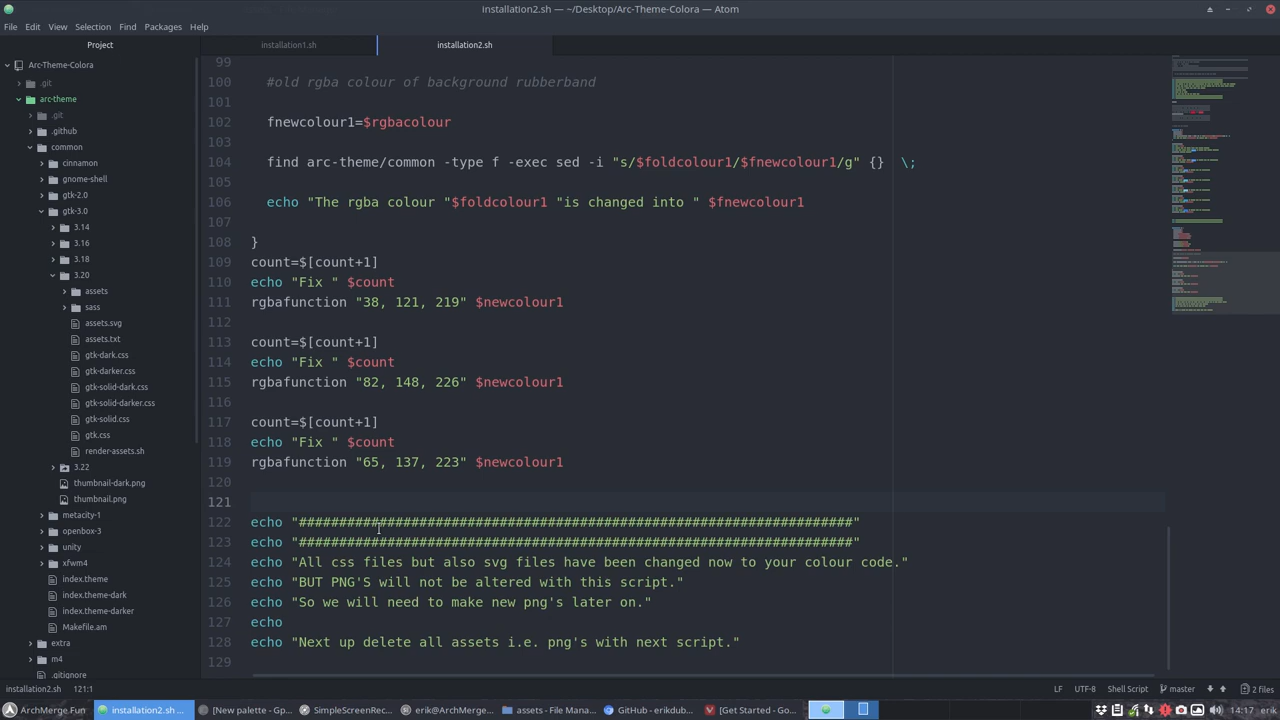 Installation2.sh — ~/Desktop/Arc-Theme-Colora — Atom
File Edit View Selection Find Packages Help
Project
installation1.sh
installation2.sh
Arc-Theme-Colora
.git
arc-theme
.git
.github
common
cinnamon
gnome-shell
gtk-2.0
gtk-3.0
3.14
3.16
3.18
3.20
assets
sass
assets.svg
assets.txt
gtk-dark.css
gtk-darker.css
gtk-solid-dark.css
gtk-solid-darker.css
gtk-solid.css
gtk.css
render-assets.sh
3.22
thumbnail-dark.png
thumbnail.png
metacity-1
openbox-3
unity
xfwm4
index.theme
index.theme-dark
index.theme-darker
Makefile.am
extra
m4
.gitignore
99
100 #old rgba colour of background rubberband
101
102 fnewcolour1=$rgbacolour
103
104 find arc-theme/common -type f -exec sed -i "s/$foldcolour1/$fnewcolour1/g" {} \;
105
106 echo "The rgba colour "$foldcolour1 "is changed into " $fnewcolour1
107
108 }
109 count=$[count+1]
110 echo "Fix " $count
111 rgbafunction "38, 121, 219" $newcolour1
112
113 count=$[count+1]
114 echo "Fix " $count
115 rgbafunction "82, 148, 226" $newcolour1
116
117 count=$[count+1]
118 echo "Fix " $count
119 rgbafunction "65, 137, 223" $newcolour1
120
121
122 echo "######################################################################"
123 echo "######################################################################"
124 echo "All css files but also svg files have been changed now to your colour code."
125 echo "BUT PNG'S will not be altered with this script."
126 echo "So we will need to make new png's later on."
127 echo
128 echo "Next up delete all assets i.e. png's with next script."
129
installation2.sh 121:1
LF UTF-8 Shell Script master 2 files
ArchMerge Fun
installation2.sh ...
[New palette - Gp...
SimpleScreenRec...
erik@ArchMerge...
assets - File Mana...
GitHub - erikdub...
[Get Started - Go...
14:17 erik